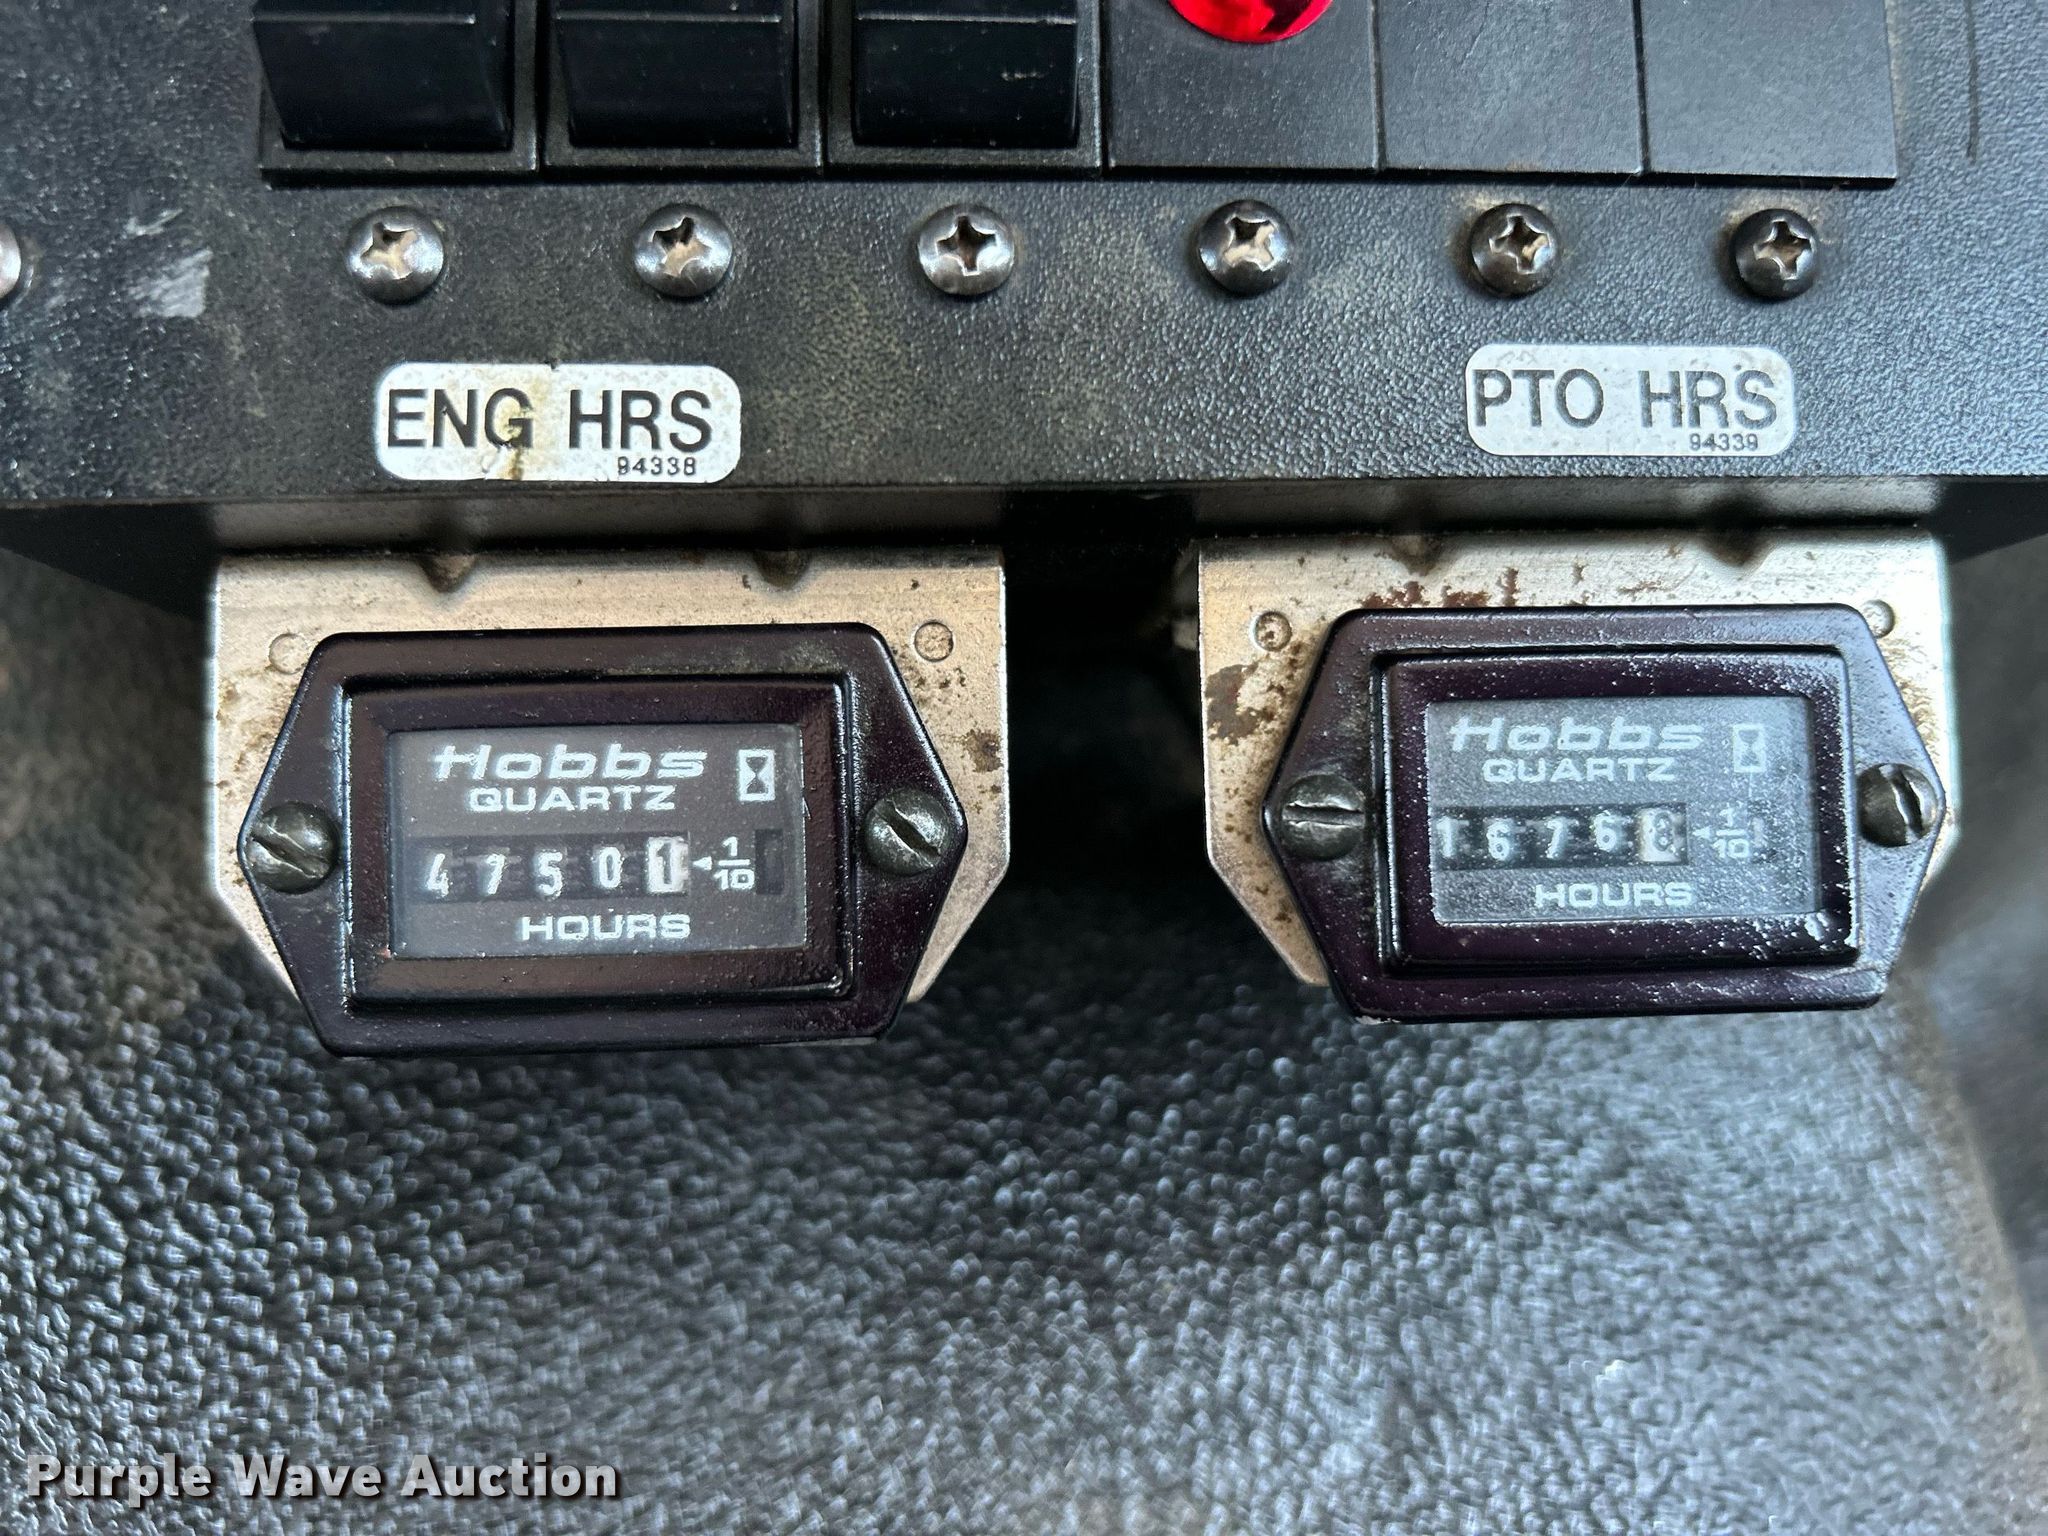 ENG HRS
94338
PTO HRS
94339
Hobbs
QUARTZ
47501
1/10
HOURS
Hobbs
QUARTZ
16768
1/10
HOURS
Purple Wave Auction